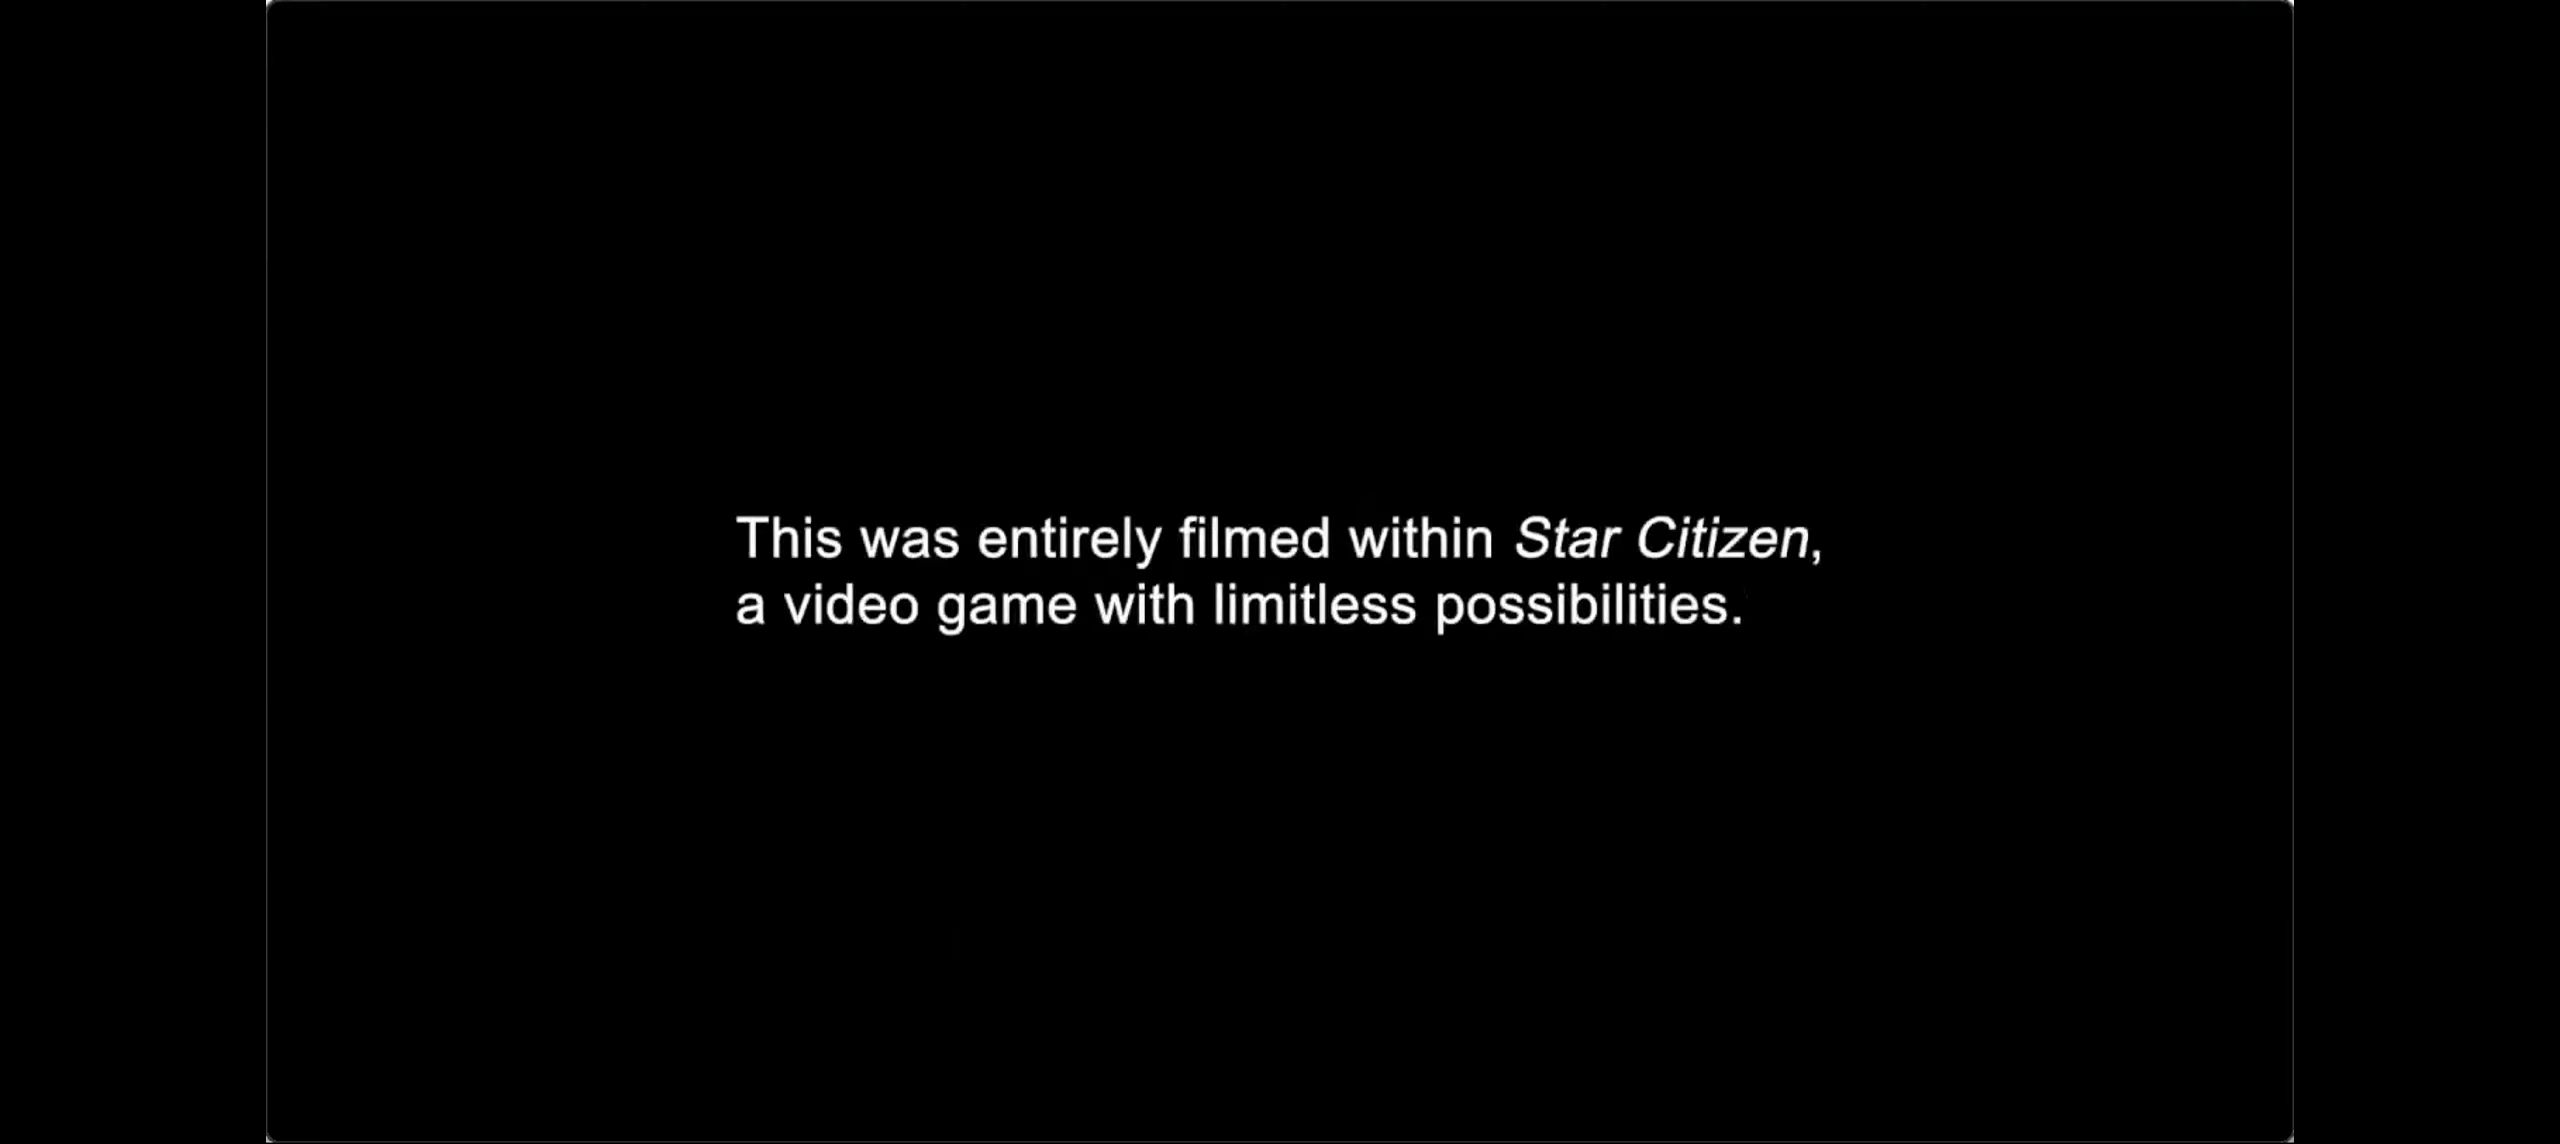 This was entirely filmed within Star Citizen,
a video game with limitless possibilities.